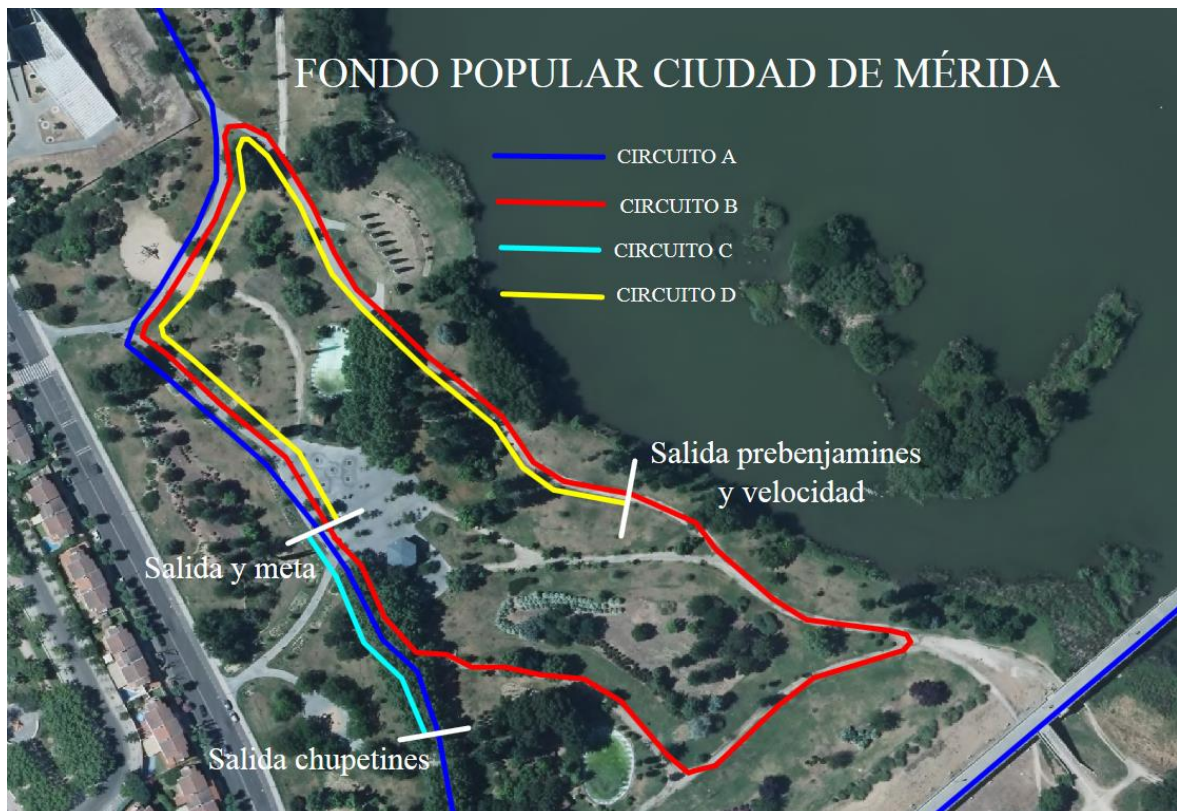 FONDO POPULAR CIUDAD DE MÉRIDA
CIRCUITO A
CIRCUITO B
CIRCUITO C
CIRCUITO D
Salida prebenjamines
y velocidad
Salida y meta
Salida chupetines